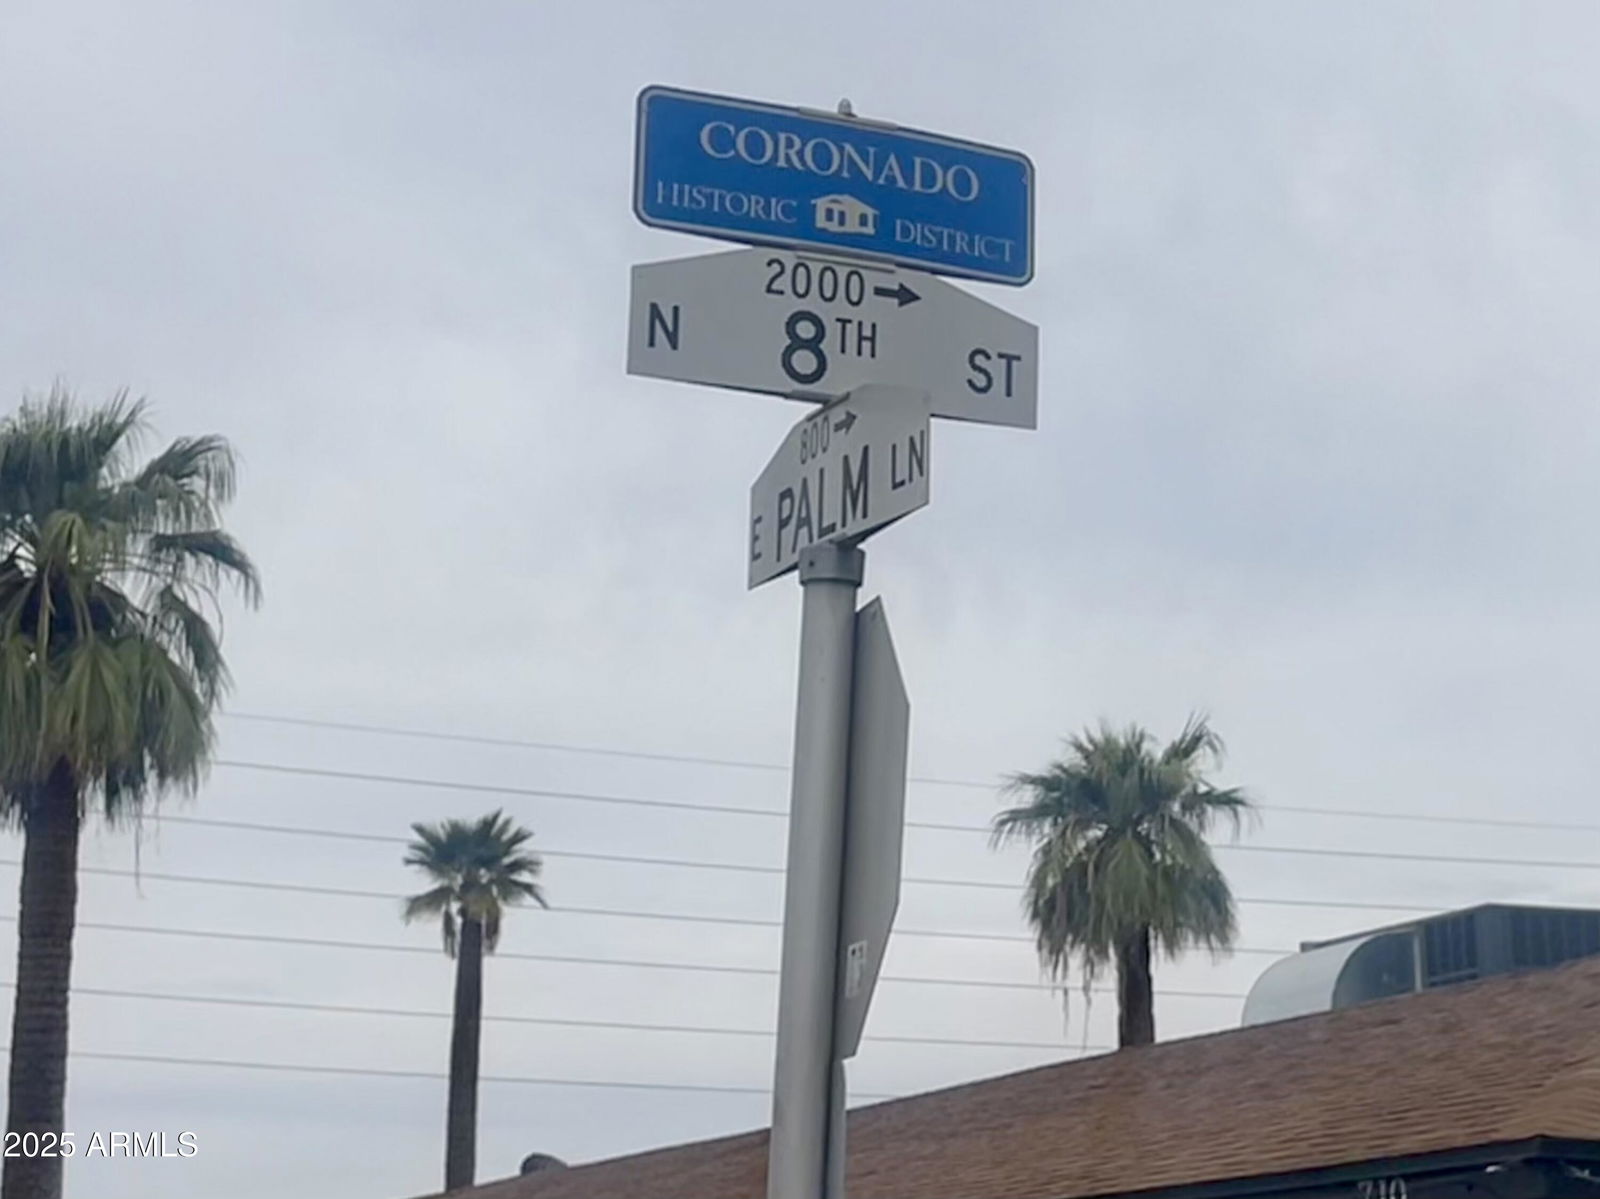 CORONADO
HISTORIC DISTRICT
2000→
N 8TH ST
800→
E PALM LN
2025 ARMLS